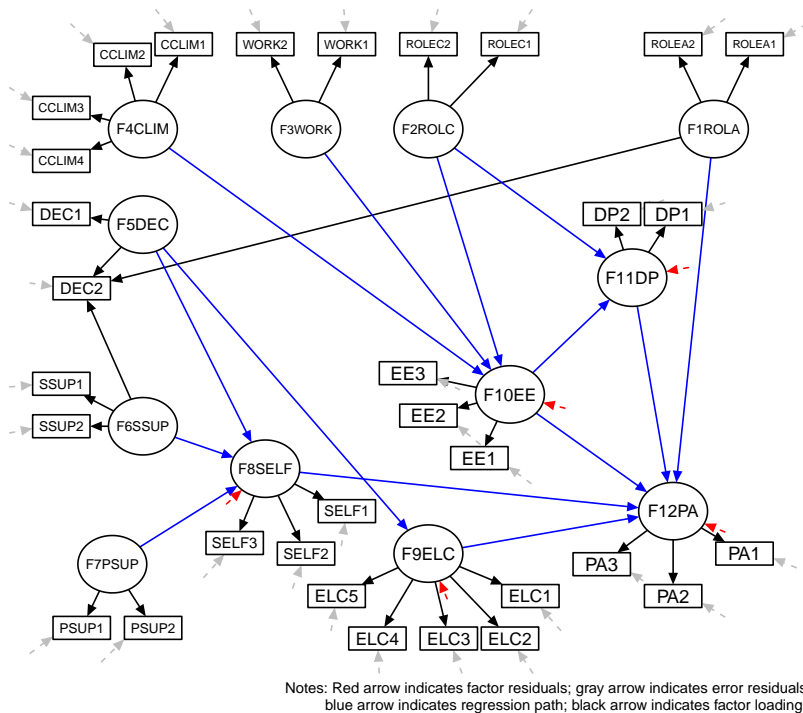 CCLIM1
WORK2
WORK1
ROLEC2
ROLEC1
ROLEA2
ROLEA1
CCLIM2
CCLIM3
CCLIM4
F4CLIM
F3WORK
F2ROLC
F1ROLA
DEC1
F5DEC
DP2
DP1
DEC2
F11DP
SSUP1
SSUP2
F6SSUP
EE3
EE2
EE1
F10EE
F8SELF
SELF1
SELF2
SELF3
F12PA
PA1
PA2
PA3
F7PSUP
PSUP1
PSUP2
F9ELC
ELC5
ELC1
ELC4
ELC3
ELC2
Notes: Red arrow indicates factor residuals; gray arrow indicates error residuals
blue arrow indicates regression path; black arrow indicates factor loading